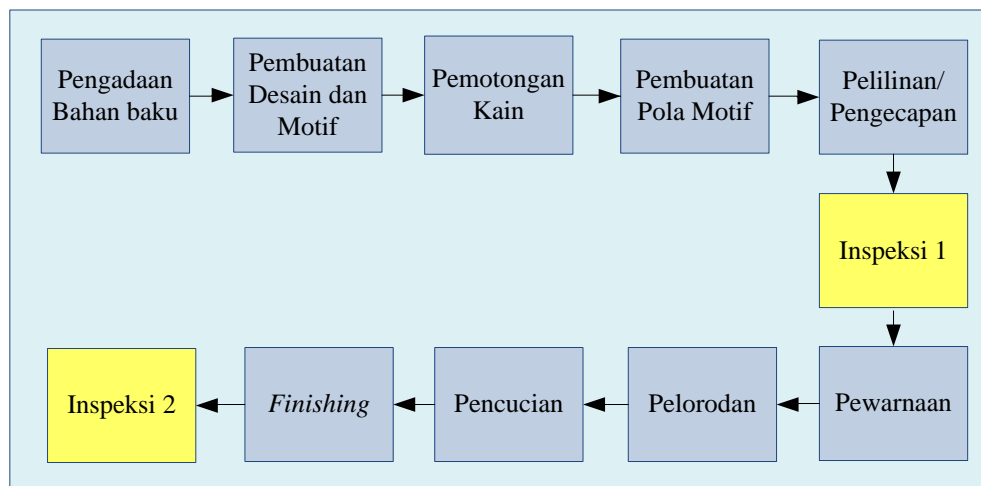 Pengadaan
Bahan baku
Pembuatan
Desain dan
Motif
Pemotongan
Kain
Pembuatan
Pola Motif
Pelilinan/
Pengecapan
Inspeksi 1
Pewarnaan
Pelorodan
Pencucian
Finishing
Inspeksi 2